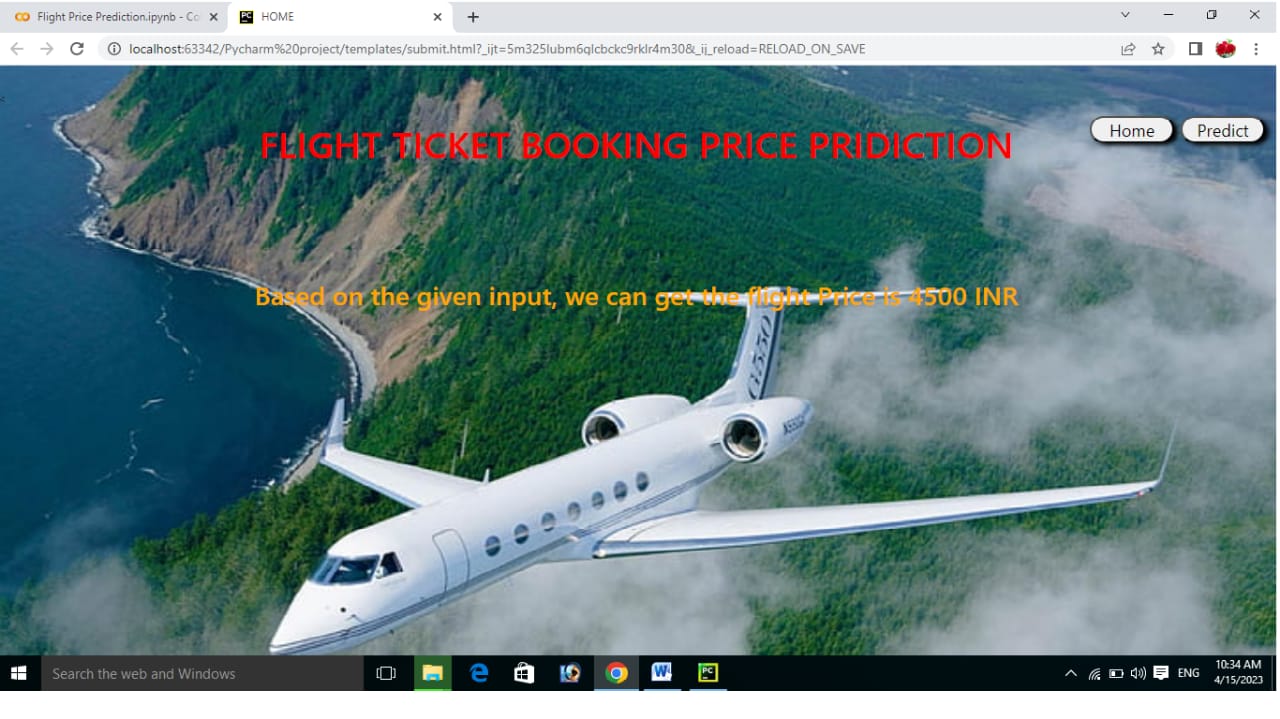 Flight Price Prediction.ipynb - Co
HOME
localhost:63342/Pycharm%20project/templates/submit.html?_ijt=5m325lubm6qlcbckc9rklr4m30&_ij_reload=RELOAD_ON_SAVE
<
Home
Predict
FLIGHT TICKET BOOKING PRICE PRIDICTION
Based on the given input, we can get the flight Price is 4500 INR
G550
Search the web and Windows
ENG
10:34 AM
4/15/2023